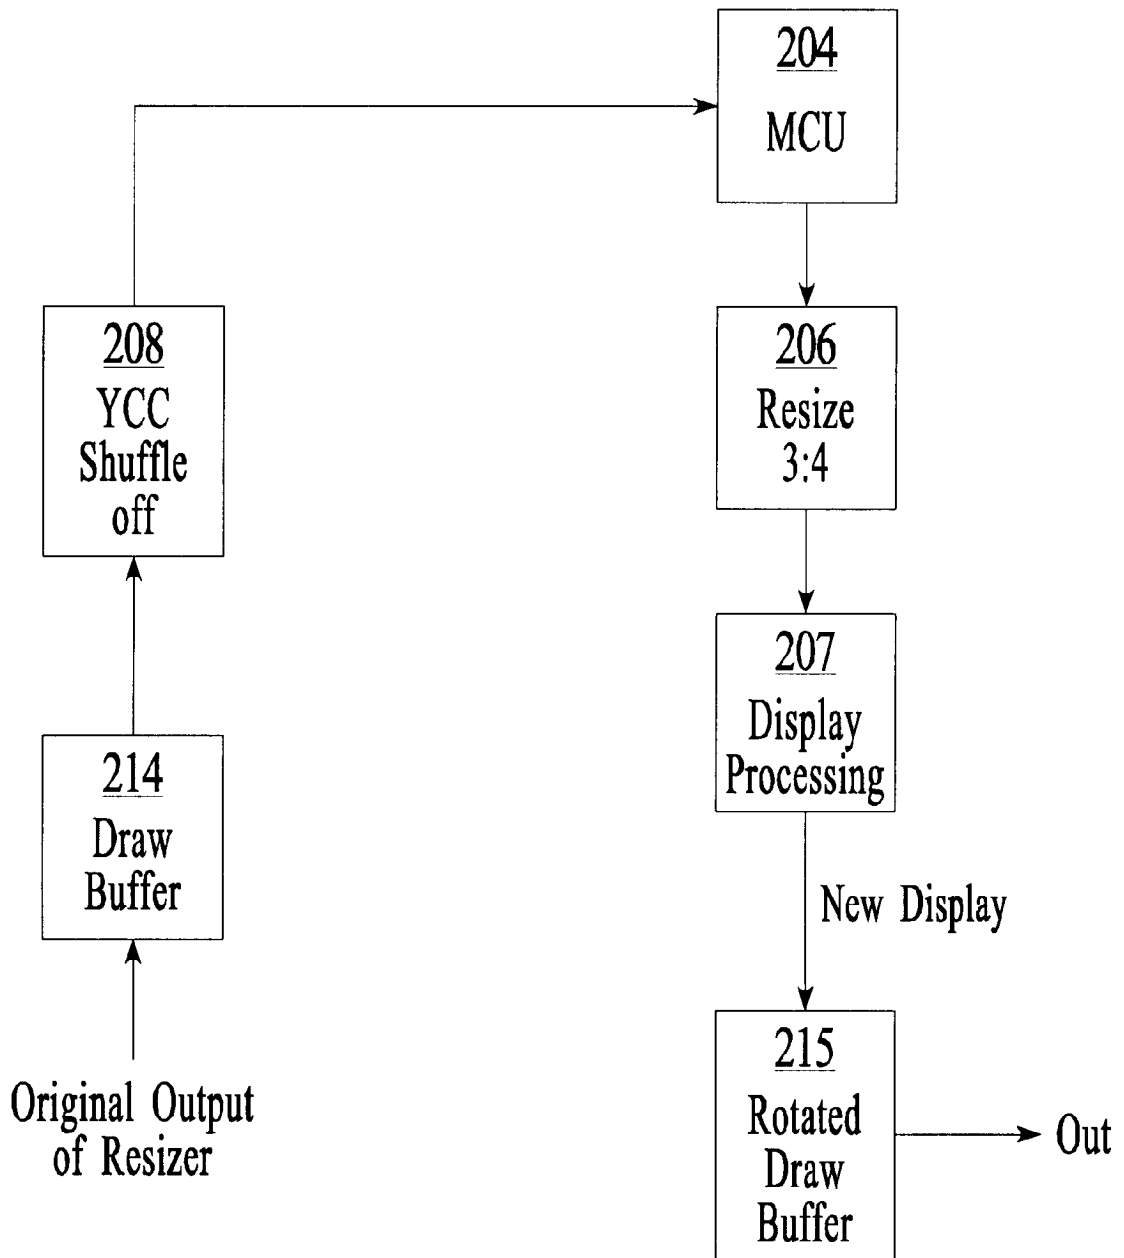 204
MCU
208
YCC
Shuffle
off
206
Resize
3:4
207
Display
Processing
214
Draw
Buffer
New Display
215
Rotated
Draw
Buffer
Out
Original Output
of Resizer